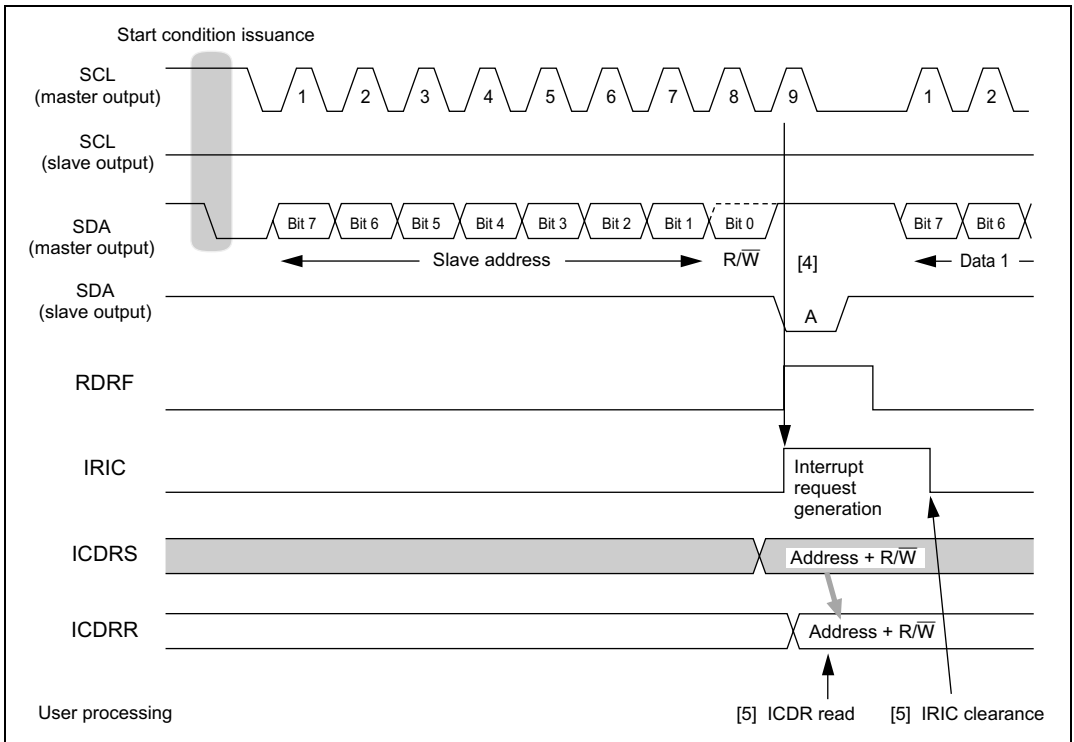 Start condition issuance
SCL
(master output)
1 2 3 4 5 6 7 8 9 1 2
SCL
(slave output)
SDA
(master output)
Bit 7 Bit 6 Bit 5 Bit 4 Bit 3 Bit 2 Bit 1 Bit 0 Bit 7 Bit 6
Slave address R/W̅ [4] Data 1
SDA
(slave output)
A
RDRF
IRIC
Interrupt
request
generation
ICDRS
Address + R/W̅
ICDRR
Address + R/W̅
User processing
[5] ICDR read
[5] IRIC clearance